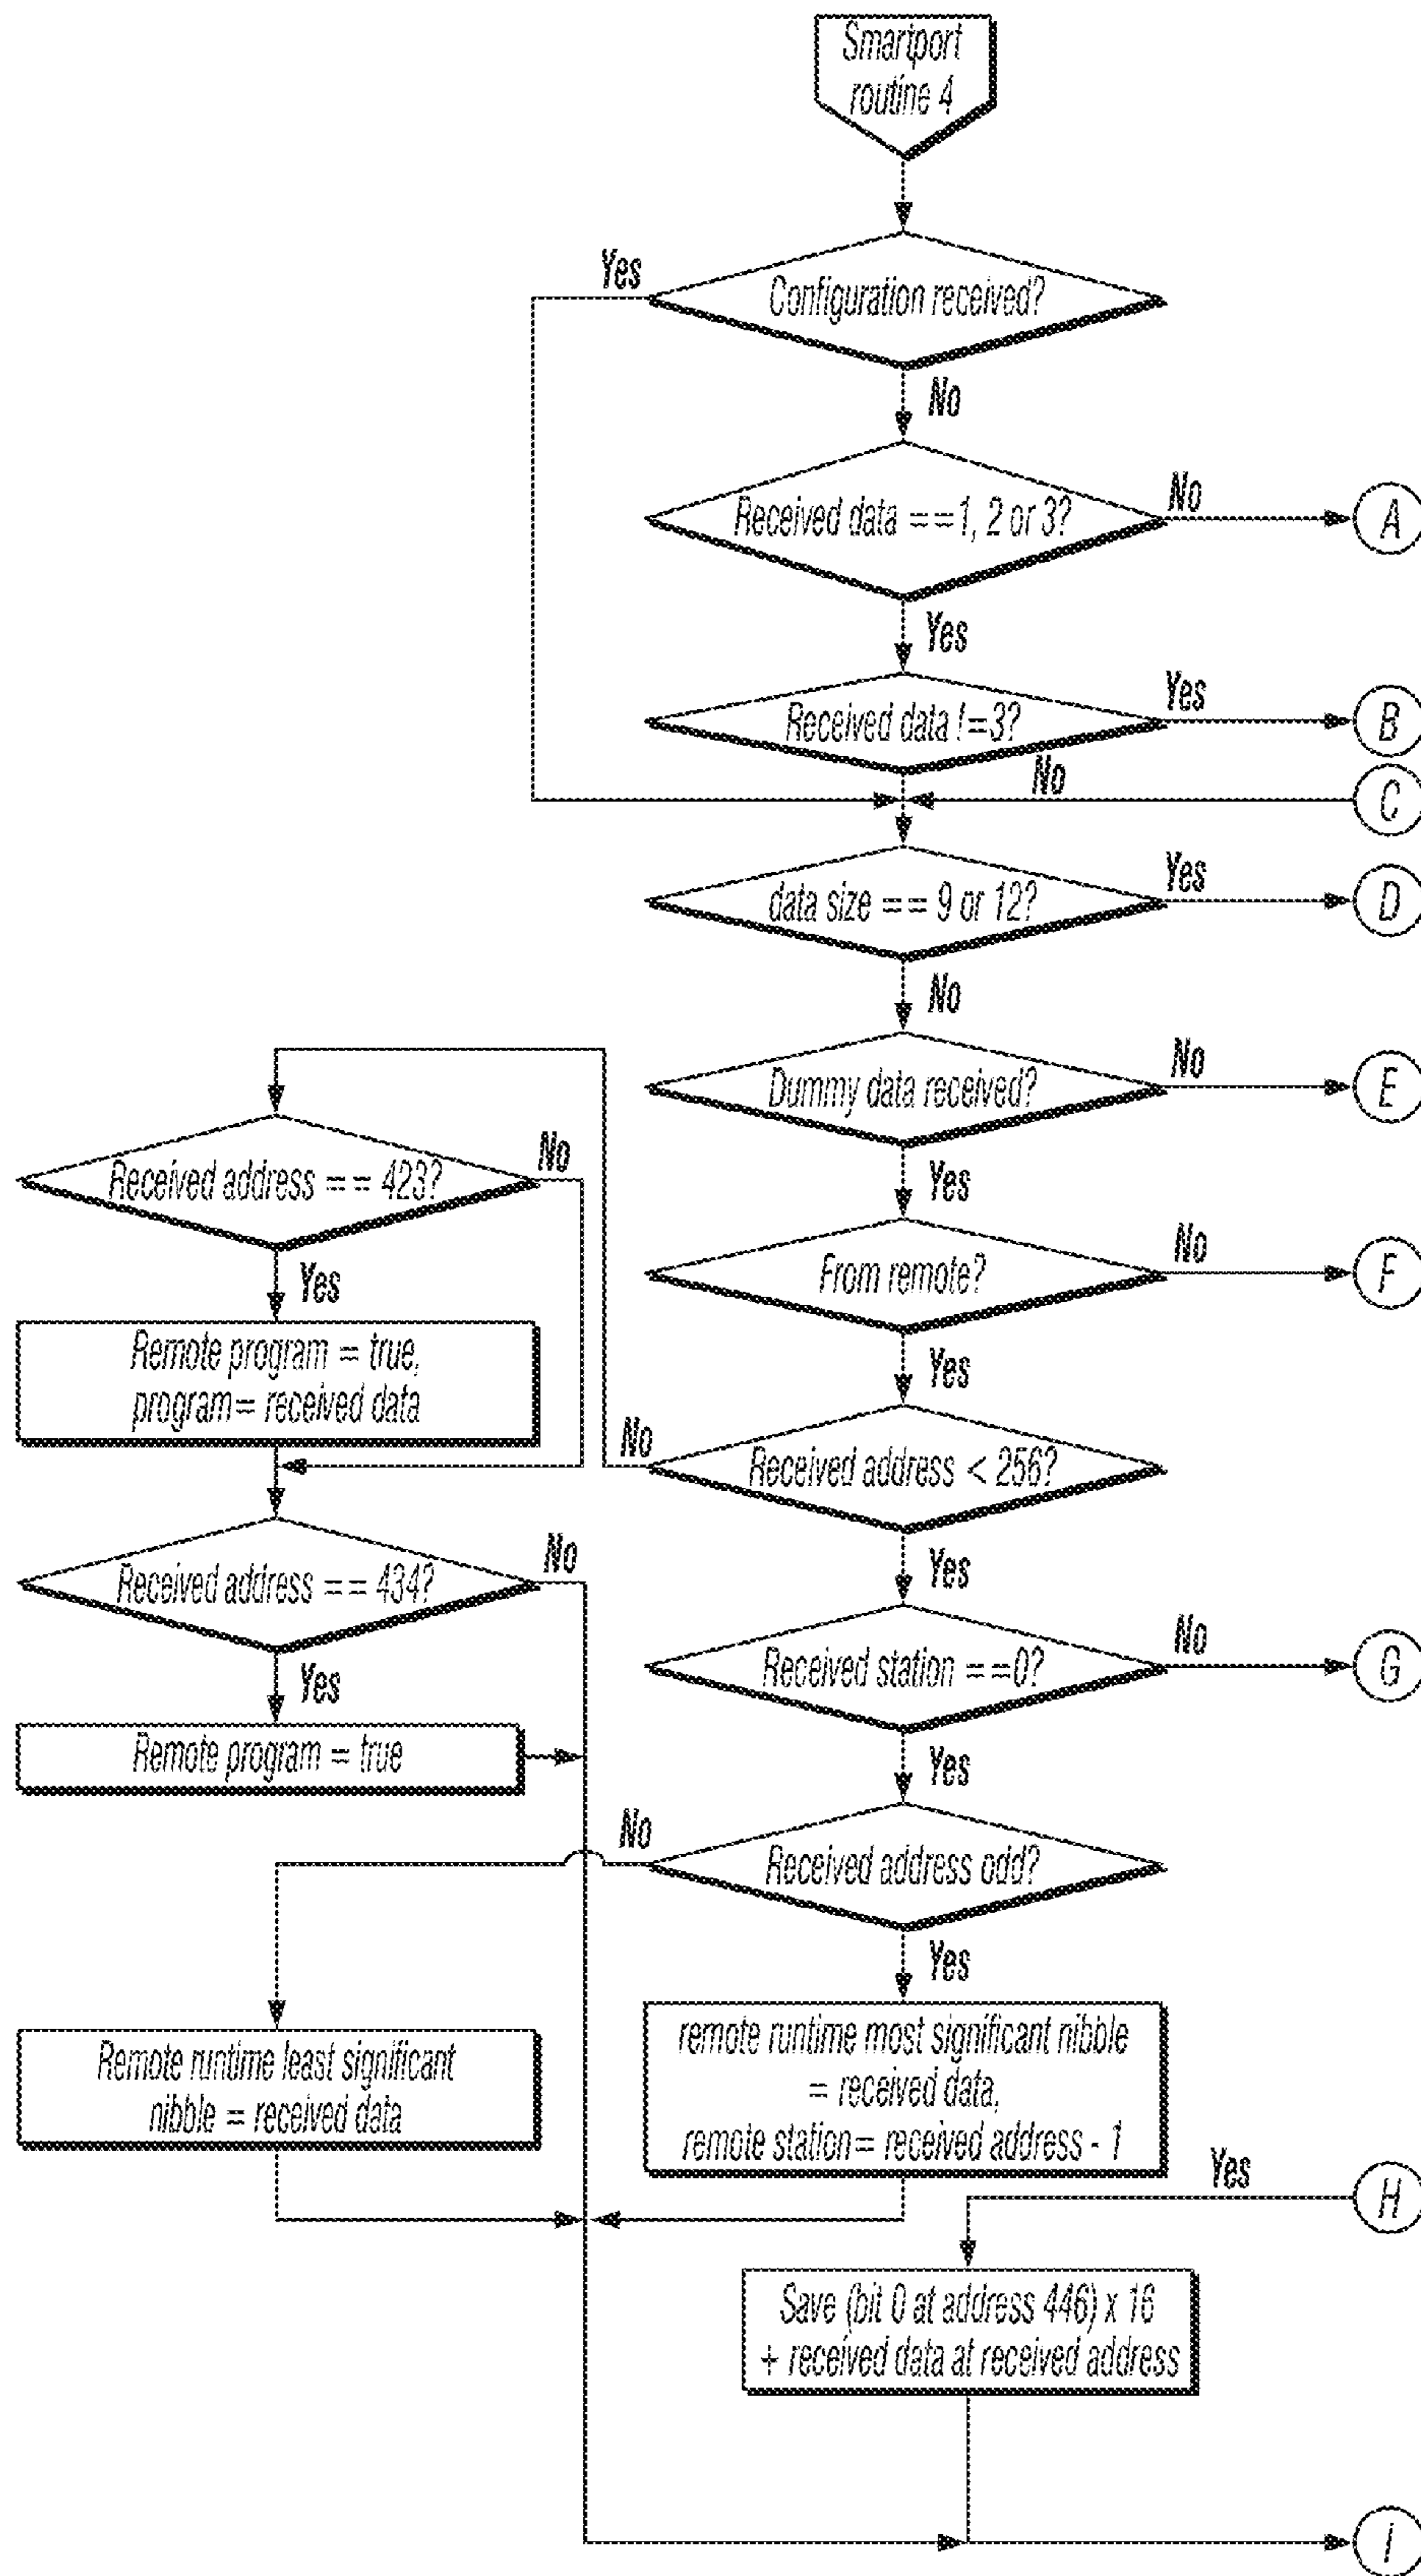 Smartport
routine 4
Yes
Configuration received?
No
Received data ==1, 2 or 3?
No
A
Yes
Received data !=3?
Yes
B
No
C
data size == 9 or 12?
Yes
D
No
Dummy data received?
No
E
Received address == 423?
No
Yes
From remote?
No
F
Yes
Remote program = true,
program= received data
Yes
No
Received address < 256?
Received address == 434?
No
Yes
Received station ==0?
No
G
Yes
Remote program = true
Yes
No
Received address odd?
Yes
Remote runtime least significant
nibble = received data
remote runtime most significant nibble
= received data,
remote station= received address - 1
Yes
H
Save (bit 0 at address 446) x 16
+ received data at received address
I